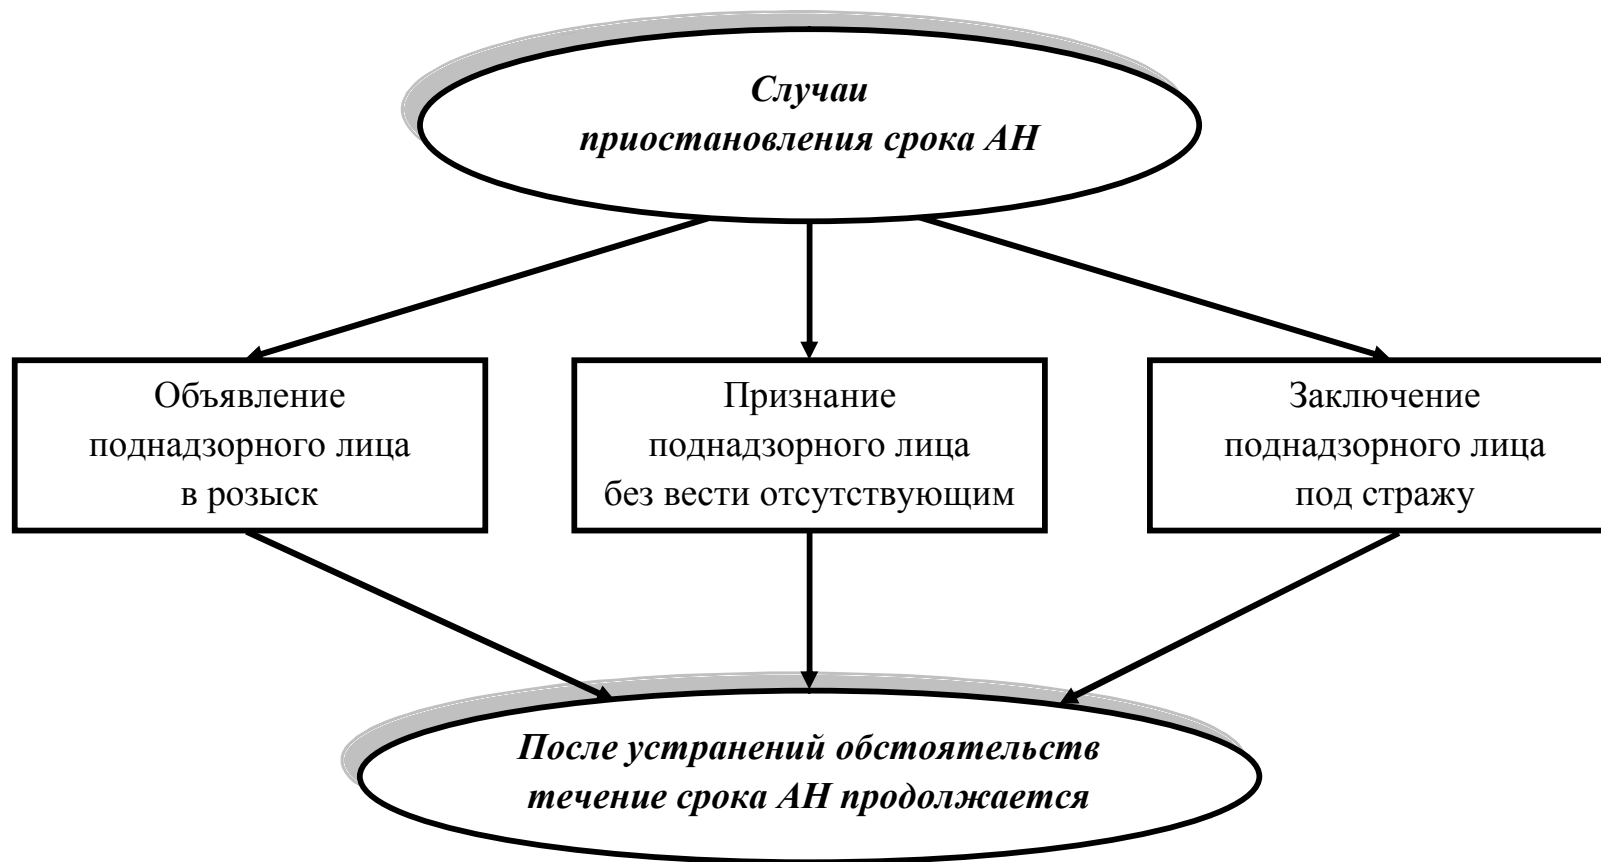 Случаи
приостановления срока АН
Объявление
поднадзорного лица
в розыск
Признание
поднадзорного лица
без вести отсутствующим
Заключение
поднадзорного лица
под стражу
После устранений обстоятельств
течение срока АН продолжается